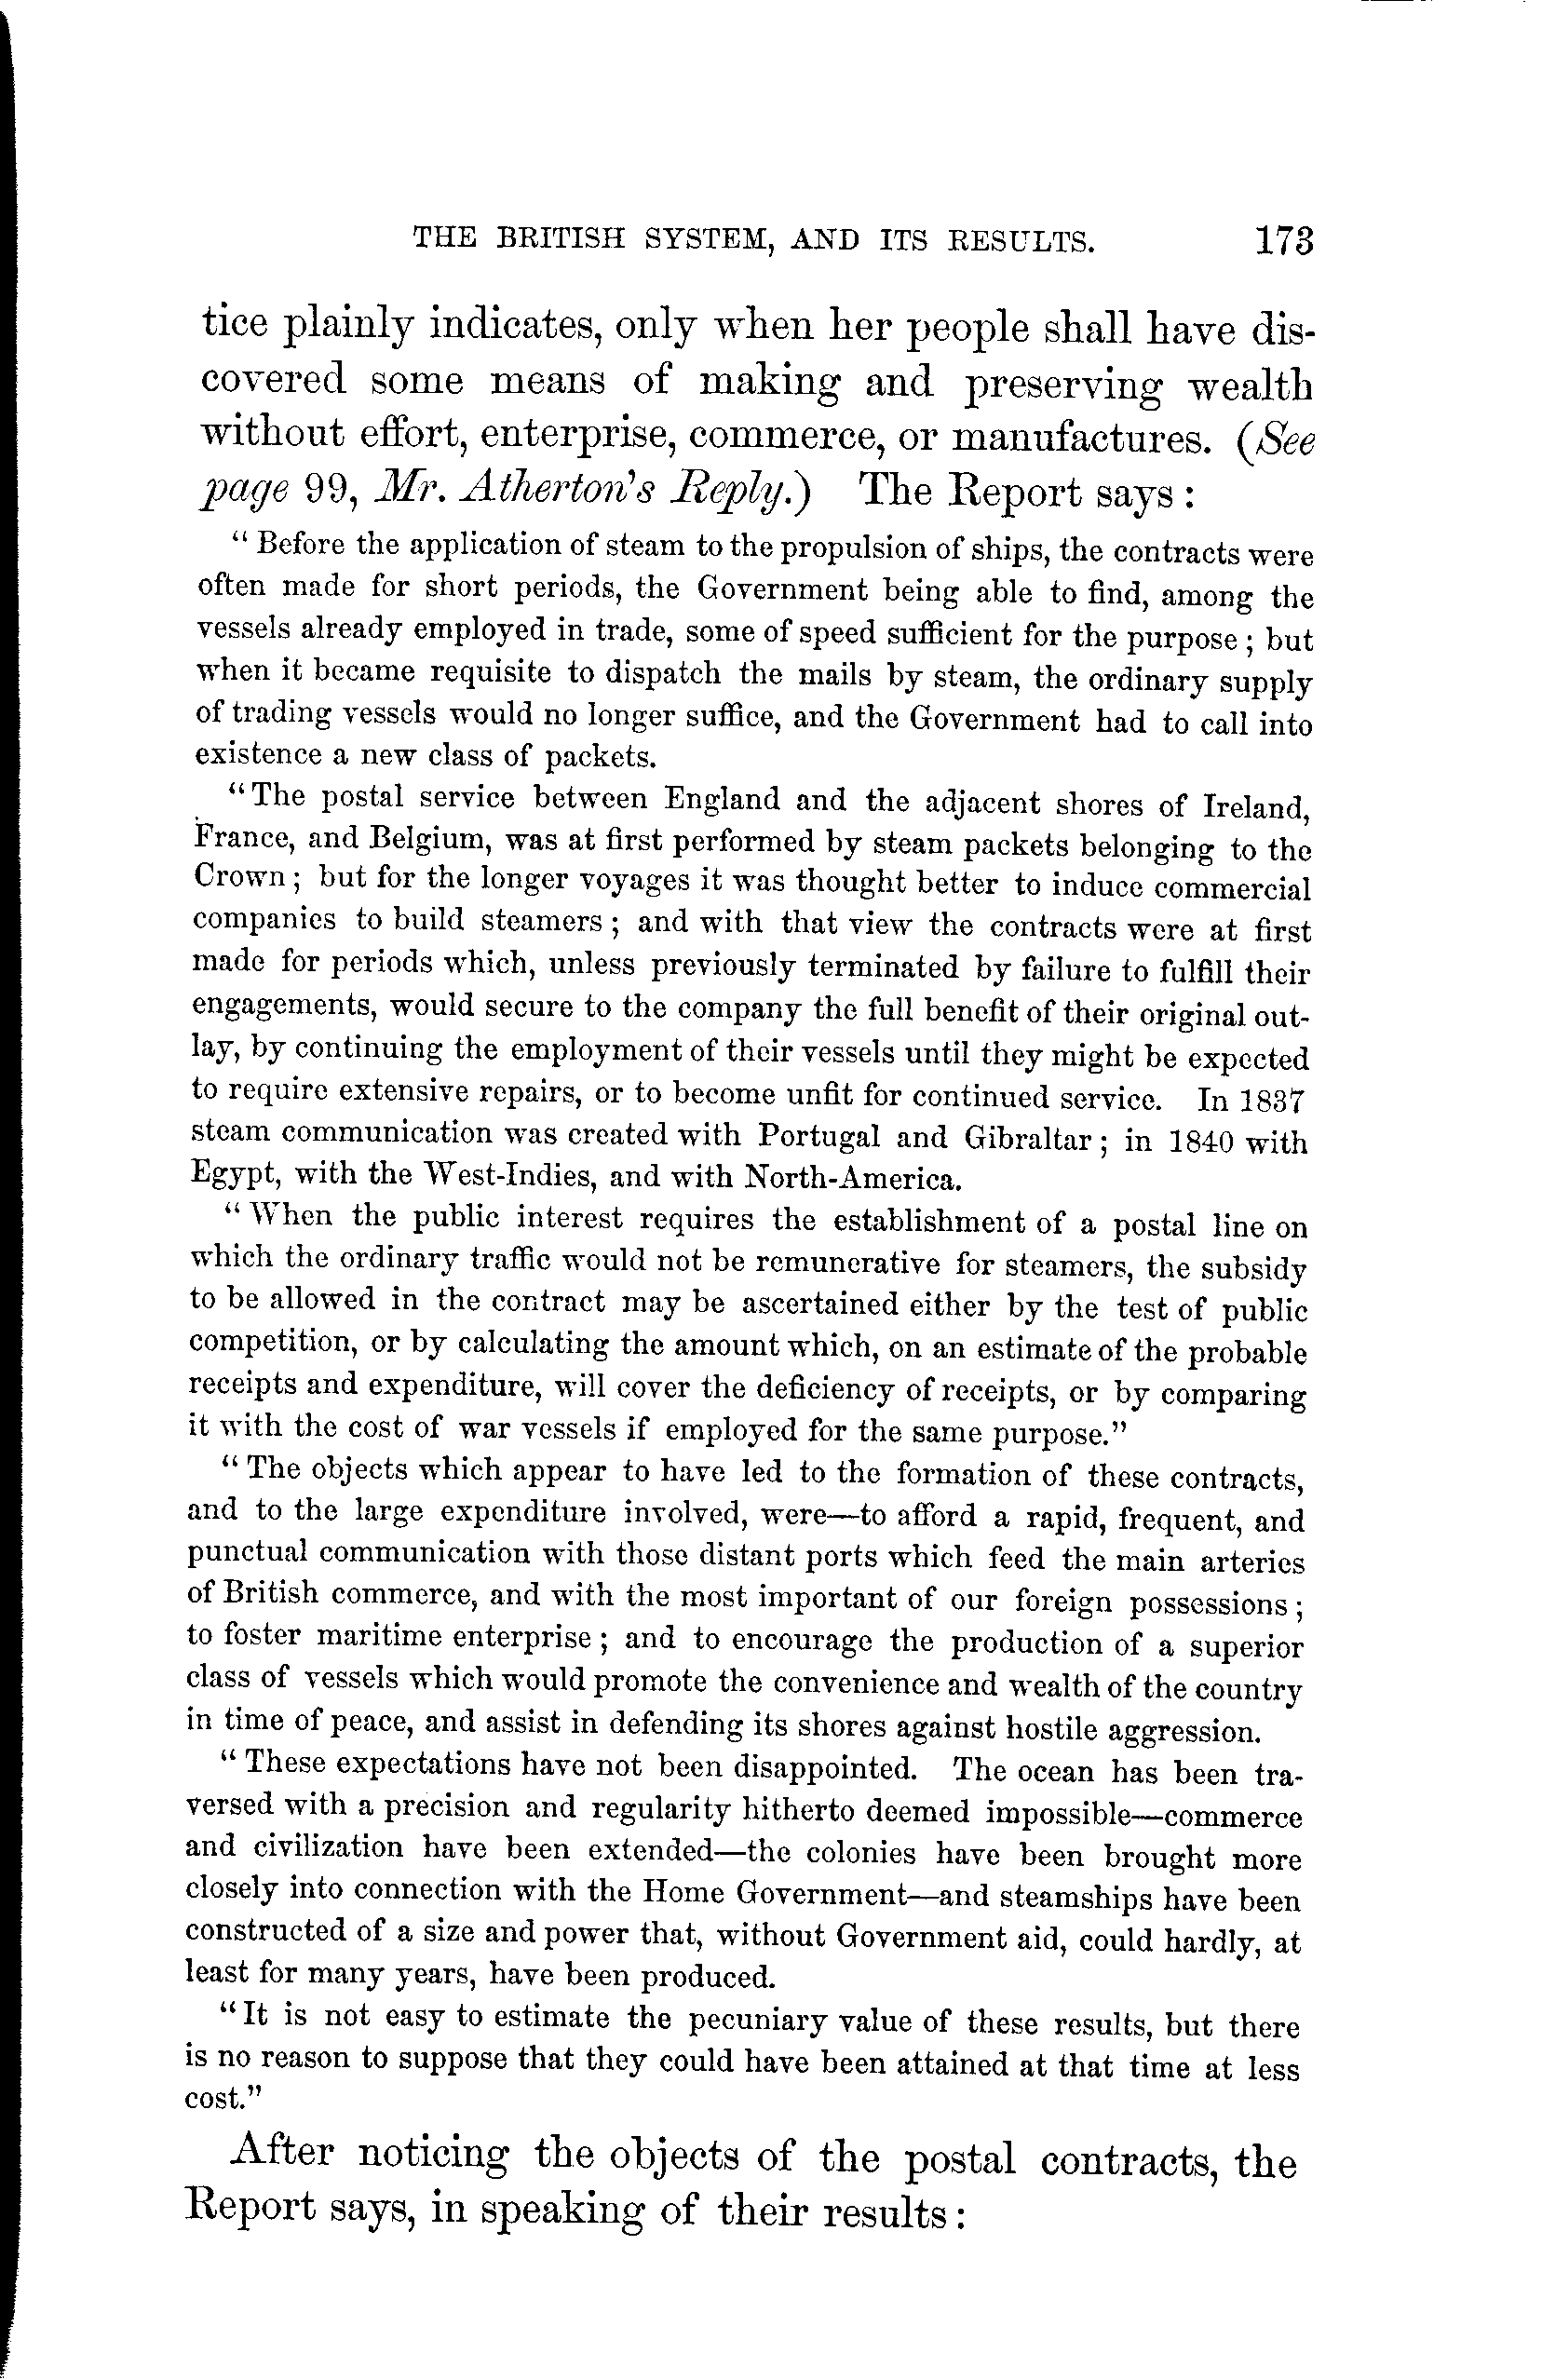 THE BRITISH SYSTEM, AND ITS RESULTS. 173
tice plainly indicates, only when her people shall have dis-
covered some means of making and preserving wealth
without effort, enterprise, commerce, or manufactures. (See
page 99, Mr. Atherton's Reply.) The Report says:
"Before the application of steam to the propulsion of ships, the contracts were
often made for short periods, the Government being able to find, among the
vessels already employed in trade, some of speed sufficient for the purpose; but
when it became requisite to dispatch the mails by steam, the ordinary supply
of trading vessels would no longer suffice, and the Government had to call into
existence a new class of packets.
"The postal service between England and the adjacent shores of Ireland,
France, and Belgium, was at first performed by steam packets belonging to the
Crown; but for the longer voyages it was thought better to induce commercial
companies to build steamers; and with that view the contracts were at first
made for periods which, unless previously terminated by failure to fulfill their
engagements, would secure to the company the full benefit of their original out-
lay, by continuing the employment of their vessels until they might be expected
to require extensive repairs, or to become unfit for continued service. In 1837
steam communication was created with Portugal and Gibraltar; in 1840 with
Egypt, with the West-Indies, and with North-America.
"When the public interest requires the establishment of a postal line on
which the ordinary traffic would not be remunerative for steamers, the subsidy
to be allowed in the contract may be ascertained either by the test of public
competition, or by calculating the amount which, on an estimate of the probable
receipts and expenditure, will cover the deficiency of receipts, or by comparing
it with the cost of war vessels if employed for the same purpose."
"The objects which appear to have led to the formation of these contracts,
and to the large expenditure involved, were—to afford a rapid, frequent, and
punctual communication with those distant ports which feed the main arteries
of British commerce, and with the most important of our foreign possessions;
to foster maritime enterprise; and to encourage the production of a superior
class of vessels which would promote the convenience and wealth of the country
in time of peace, and assist in defending its shores against hostile aggression.
"These expectations have not been disappointed. The ocean has been tra-
versed with a precision and regularity hitherto deemed impossible—commerce
and civilization have been extended—the colonies have been brought more
closely into connection with the Home Government—and steamships have been
constructed of a size and power that, without Government aid, could hardly, at
least for many years, have been produced.
"It is not easy to estimate the pecuniary value of these results, but there
is no reason to suppose that they could have been attained at that time at less
cost."
After noticing the objects of the postal contracts, the
Report says, in speaking of their results: